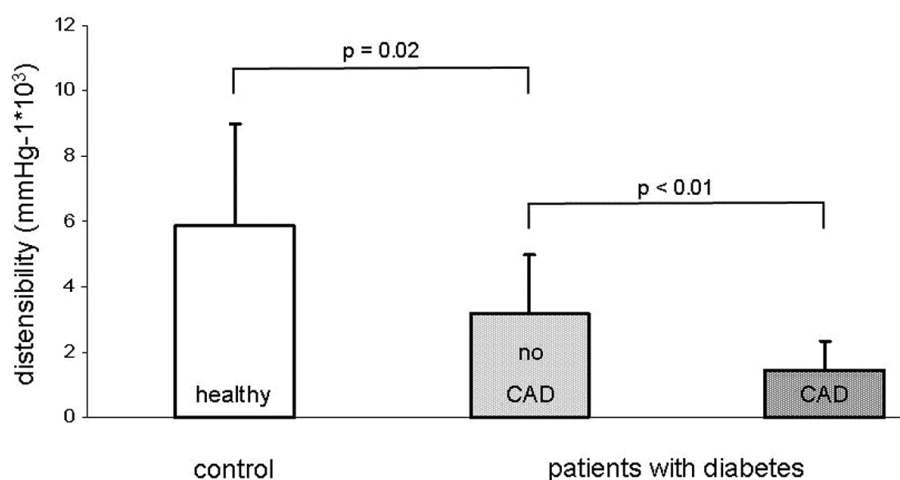 12
p = 0.02
10
8
p < 0.01
6
4
no
2
healthy
CAD
CAD
0
distensibility (mmHg-1*10³)
control
patients with diabetes